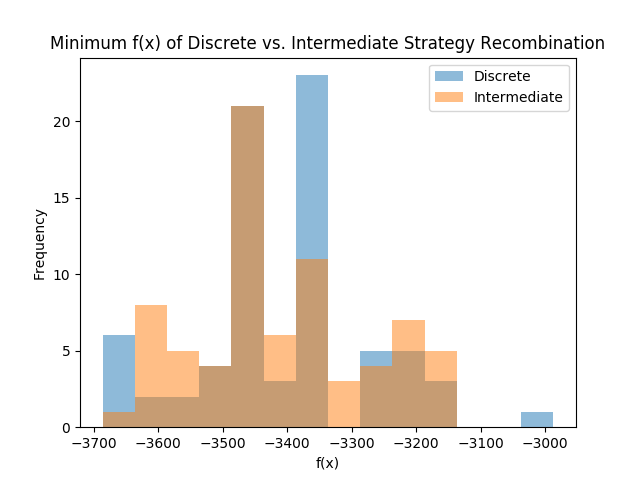 Minimum f(x) of Discrete vs. Intermediate Strategy Recombination
Discrete
Intermediate
Frequency
20
15
10
5
0
−3700 −3600 −3500 −3400 −3300 −3200 −3100 −3000
f(x)